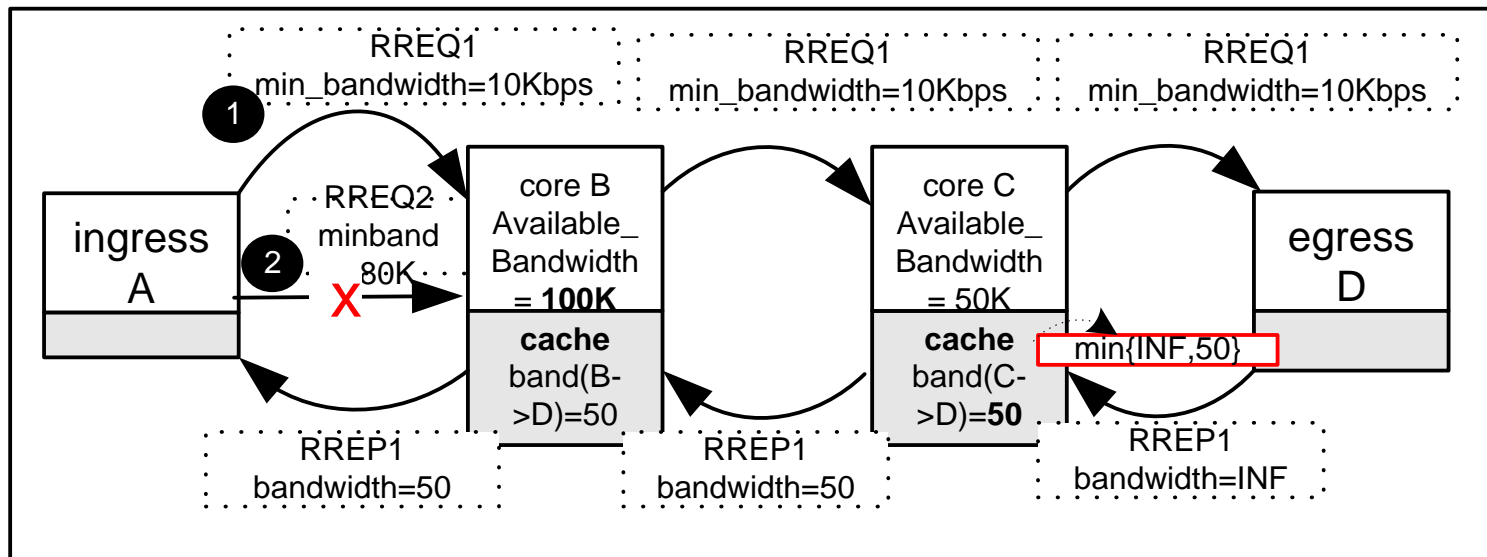 RREQ1
min_bandwidth=10Kbps
RREQ1
min_bandwidth=10Kbps
RREQ1
min_bandwidth=10Kbps
1
ingress
A
RREQ2
minband
80K
2
X
core B
Available_
Bandwidth
= 100K
cache
band(B-
>D)=50
core C
Available_
Bandwidth
= 50K
cache
band(C-
>D)=50
egress
D
min{INF,50}
RREP1
bandwidth=50
RREP1
bandwidth=50
RREP1
bandwidth=INF